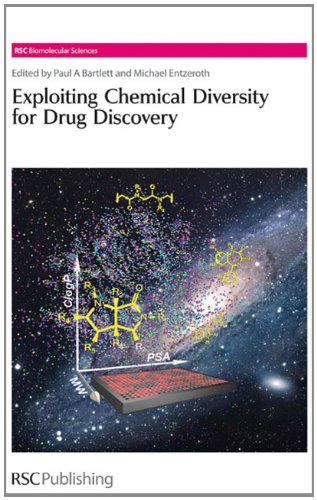 RSC Biomolecular Sciences
Edited by Paul A Bartlett and Michael Entzeroth
Exploiting Chemical Diversity
for Drug Discovery
ClogP
PSA
MW
RSCPublishing